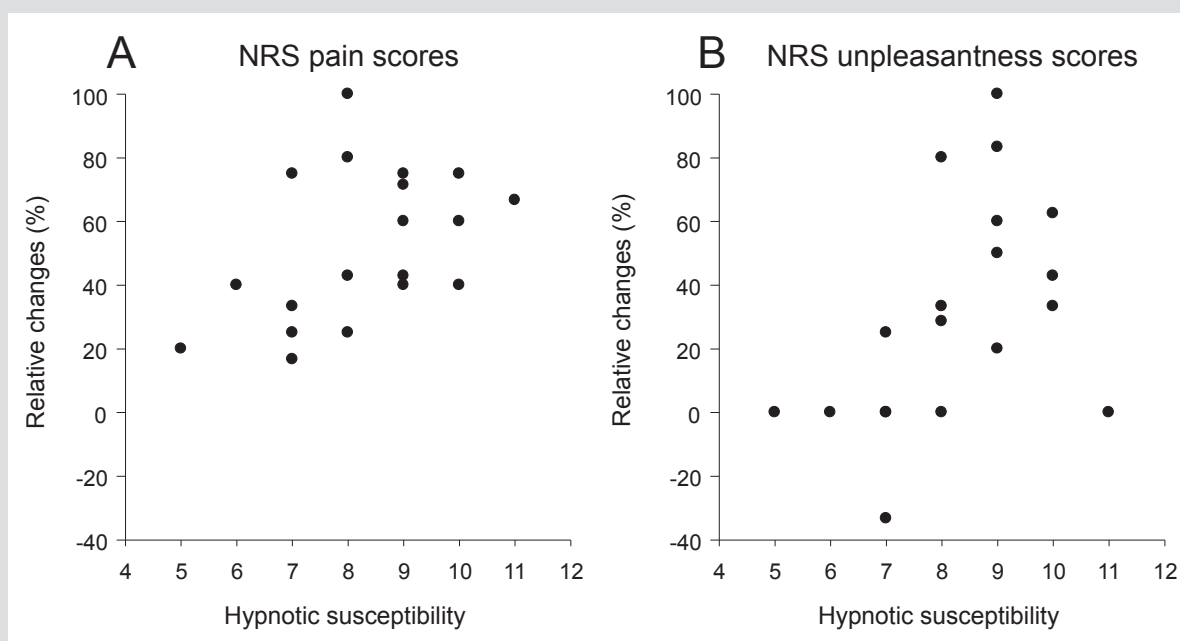 A NRS pain scores
100
80
60
40
20
0
-20
-40
Relative changes (%)
4 5 6 7 8 9 10 11 12
Hypnotic susceptibility
B NRS unpleasantness scores
100
80
60
40
20
0
-20
-40
Relative changes (%)
4 5 6 7 8 9 10 11 12
Hypnotic susceptibility